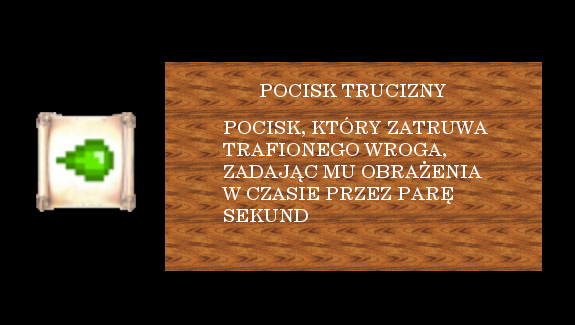 POCISK TRUCIZNY
POCISK, KTÓRY ZATRUWA
TRAFIONEGO WROGA,
ZADAJĄC MU OBRAŻENIA
W CZASIE PRZEZ PARĘ
SEKUND